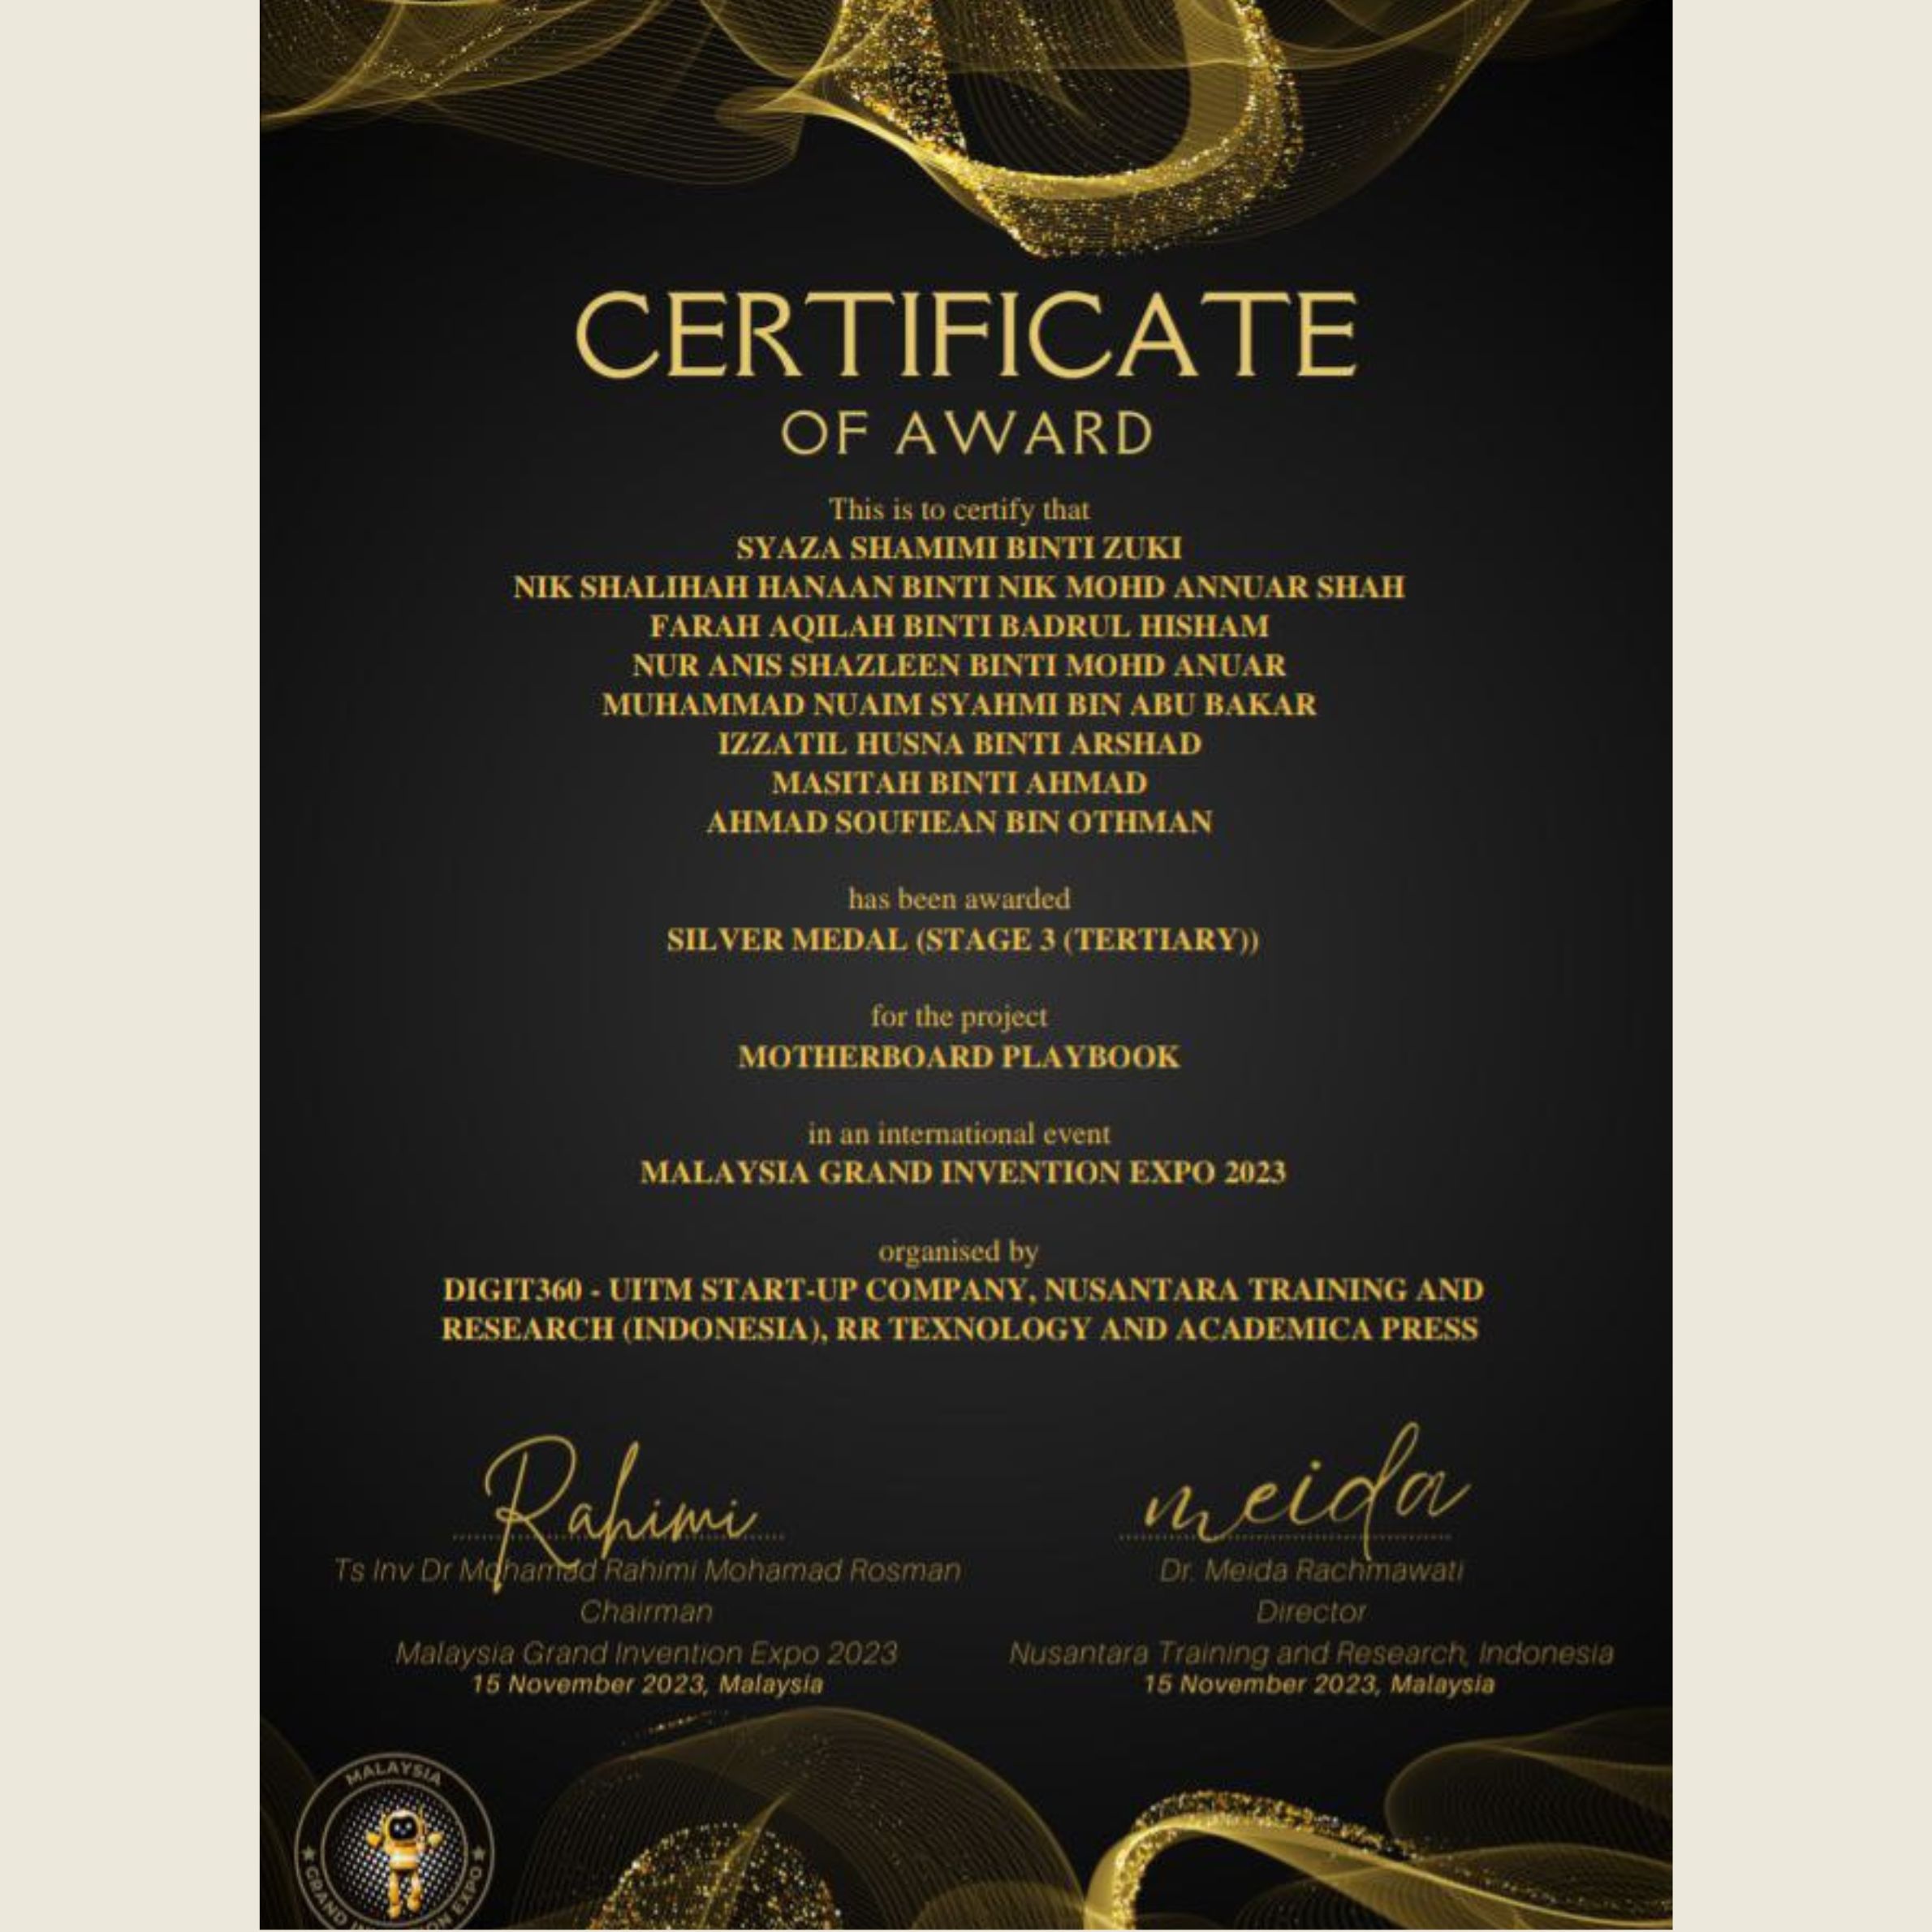 CERTIFICATE
OF AWARD
This is to certify that
SYAZA SHAMIMI BINTI ZUKI
NIK SHALIHAH HANAAN BINTI NIK MOHD ANNUAR SHAH
FARAH AQILAH BINTI BADRUL HISHAM
NUR ANIS SHAZLEEN BINTI MOHD ANUAR
MUHAMMAD NUAIM SYAHMI BIN ABU BAKAR
IZZATIL HUSNA BINTI ARSHAD
MASITAH BINTI AHMAD
AHMAD SOUFIEAN BIN OTHMAN
has been awarded
SILVER MEDAL (STAGE 3 (TERTIARY))
for the project
MOTHERBOARD PLAYBOOK
in an international event
MALAYSIA GRAND INVENTION EXPO 2023
organised by
DIGIT360 - UITM START-UP COMPANY, NUSANTARA TRAINING AND
RESEARCH (INDONESIA), RR TEXNOLOGY AND ACADEMICA PRESS
Rahimi
Ts Inv Dr Mohamad Rahimi Mohamad Rosman
Chairman
Malaysia Grand Invention Expo 2023
15 November 2023, Malaysia
meida
Dr. Meida Rachmawati
Director
Nusantara Training and Research, Indonesia
15 November 2023, Malaysia
MALAYSIA
GRAND EXPO